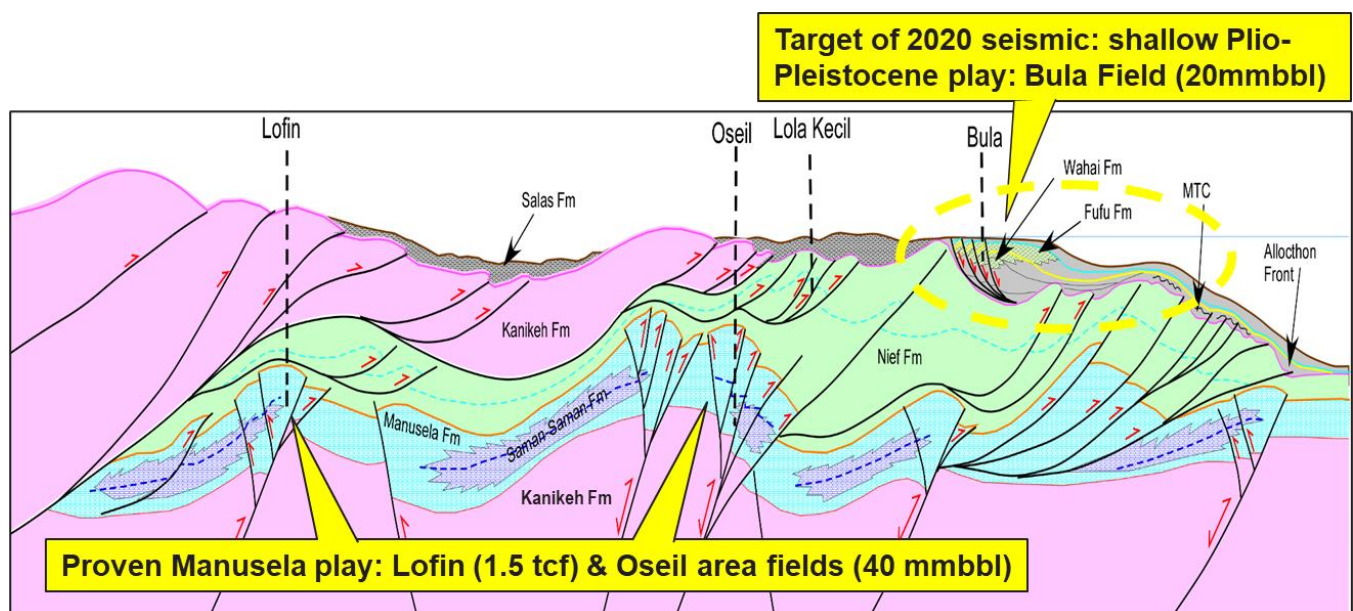 Target of 2020 seismic: shallow Plio-
Pleistocene play: Bula Field (20mmbbl)
Lofin
Oseil
Lola Kecil
Bula
Wahai Fm
Salas Fm
Fufu Fm
MTC
Allocthon
Front
Kanikeh Fm
Nief Fm
Manusela Fm
Saman-Saman Fm
Kanikeh Fm
Proven Manusela play: Lofin (1.5 tcf) & Oseil area fields (40 mmbbl)